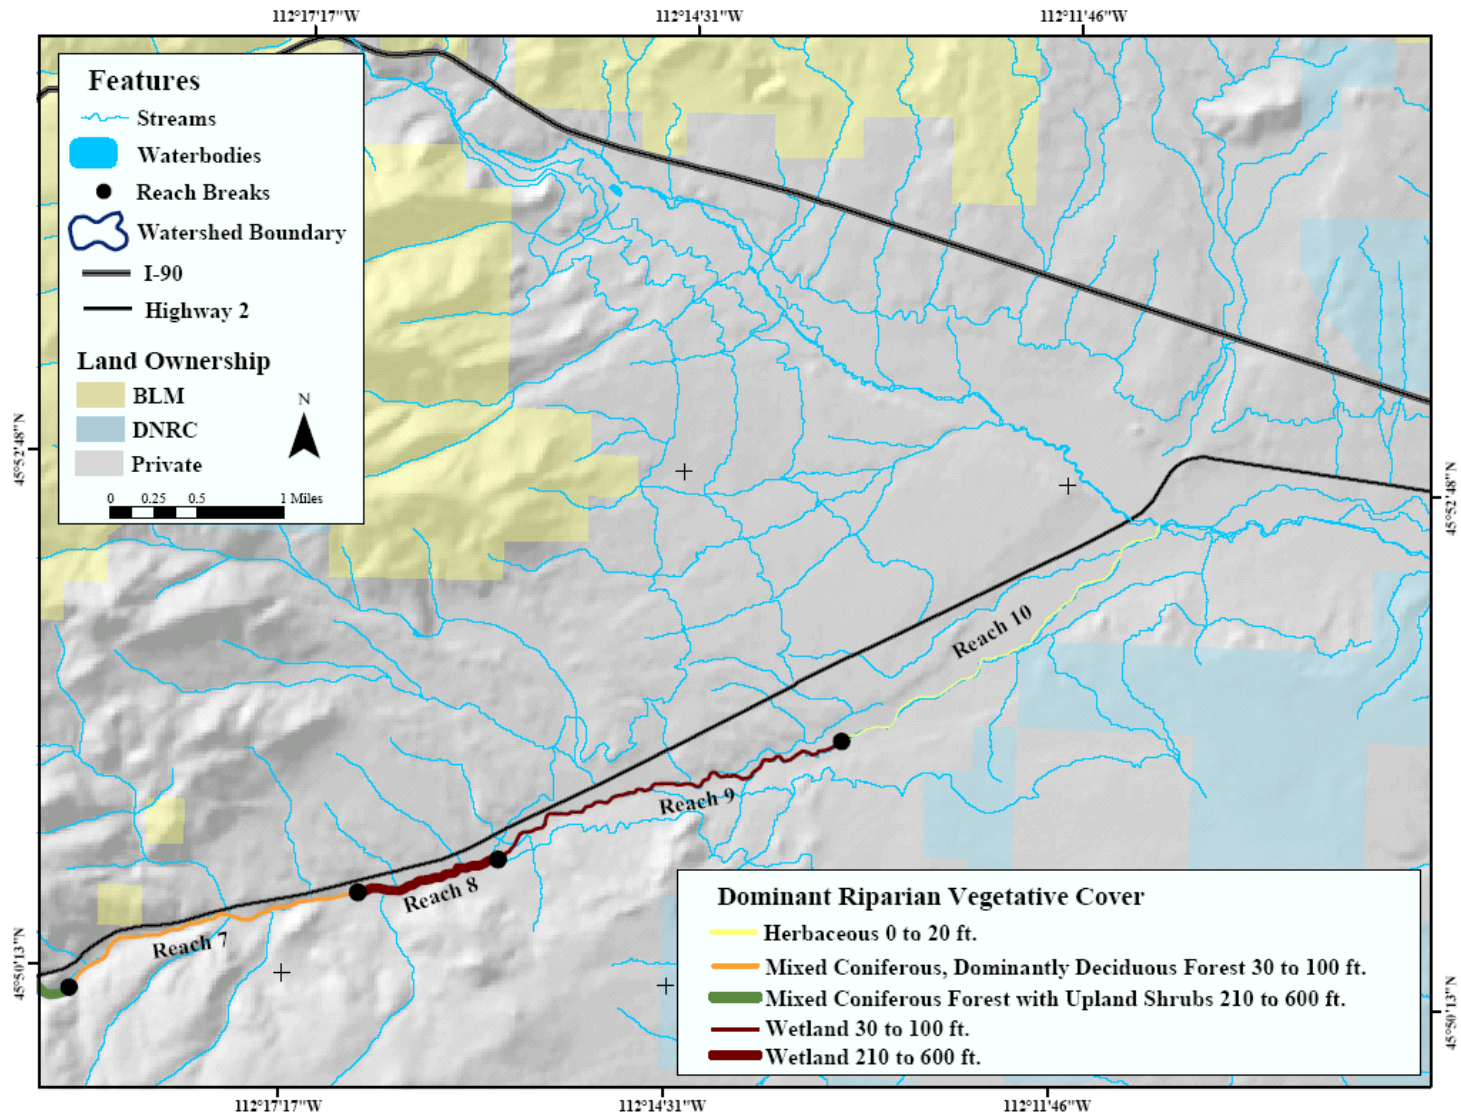 112°17'17"W
112°14'31"W
112°11'46"W
Features
Streams
Waterbodies
Reach Breaks
Watershed Boundary
I-90
Highway 2
Land Ownership
BLM
DNRC
Private
N
0 0.25 0.5 1 Miles
45°52'48"N
45°52'48"N
Reach 10
Reach 9
Reach 8
Reach 7
45°50'13"N
45°50'13"N
Dominant Riparian Vegetative Cover
Herbaceous 0 to 20 ft.
Mixed Coniferous, Dominantly Deciduous Forest 30 to 100 ft.
Mixed Coniferous Forest with Upland Shrubs 210 to 600 ft.
Wetland 30 to 100 ft.
Wetland 210 to 600 ft.
112°17'17"W
112°14'31"W
112°11'46"W